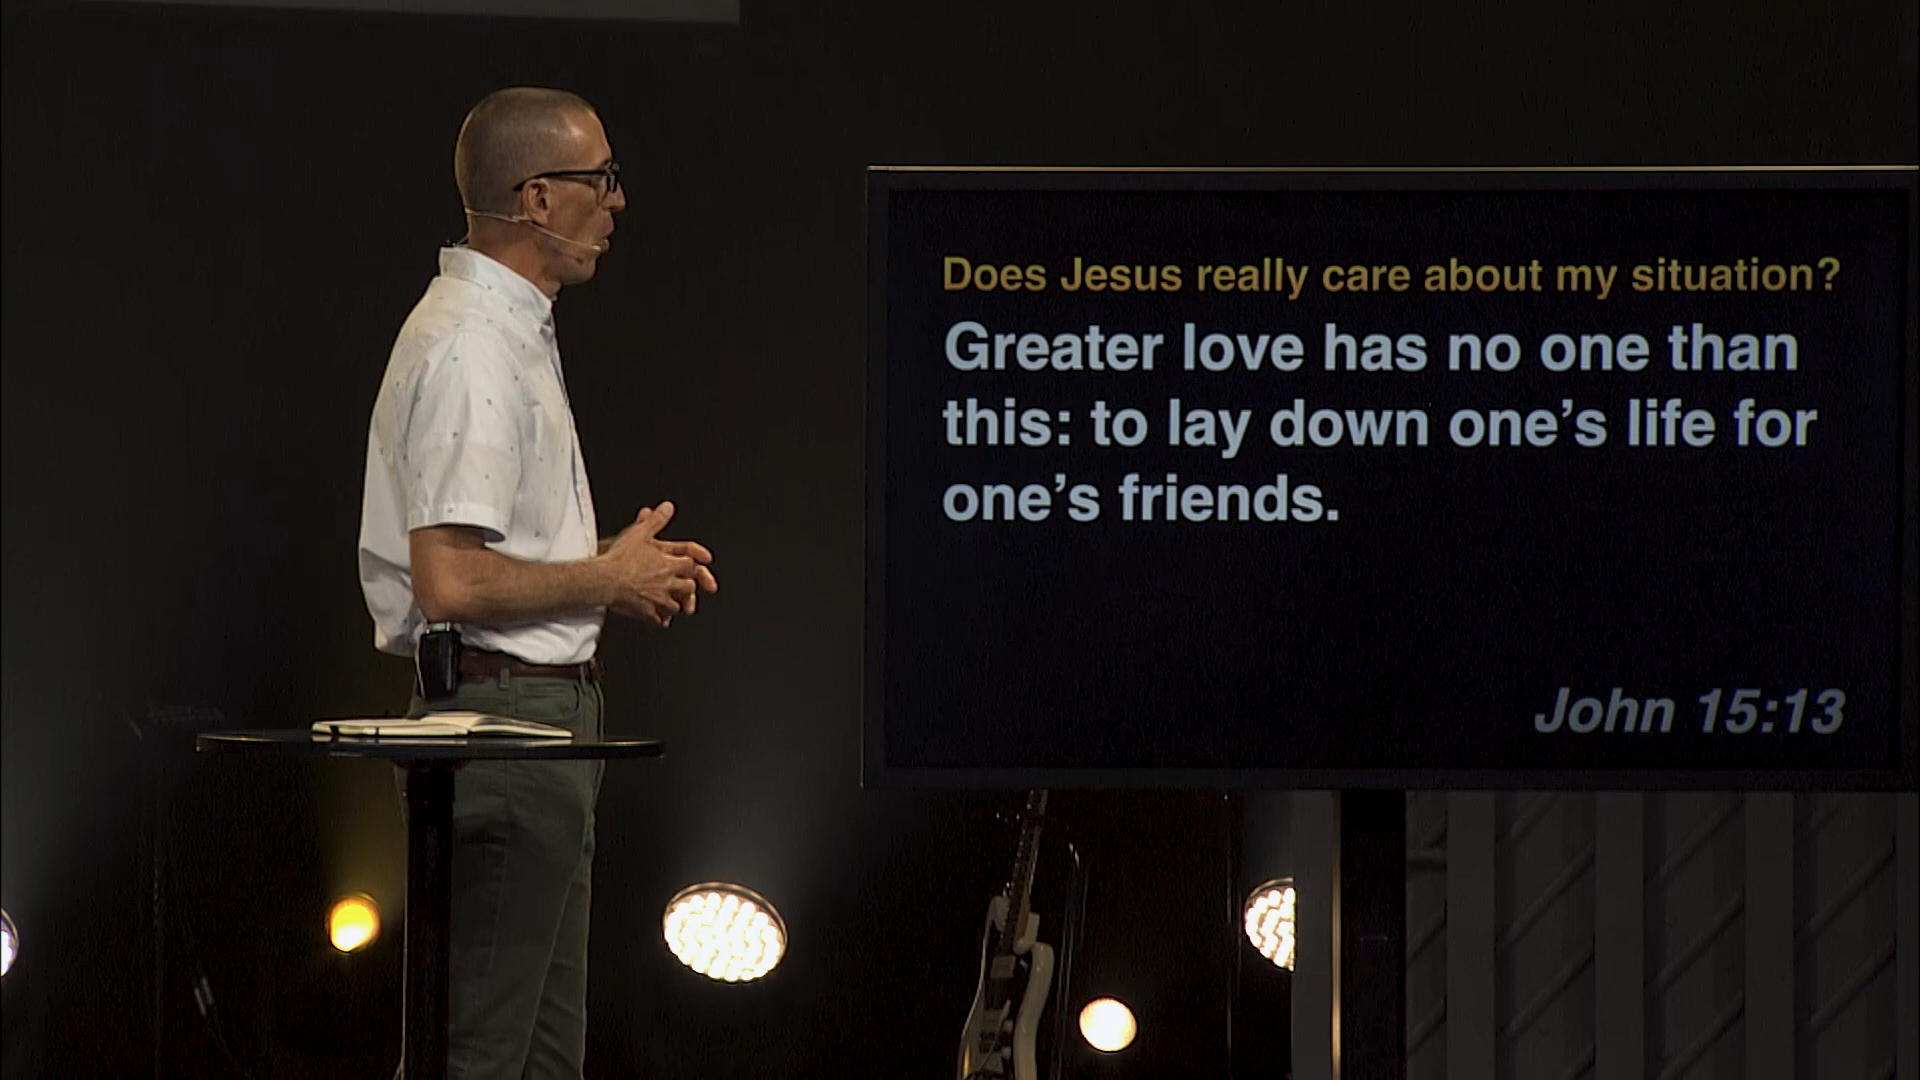 Does Jesus really care about my situation?
Greater love has no one than
this: to lay down one’s life for
one’s friends.
John 15:13